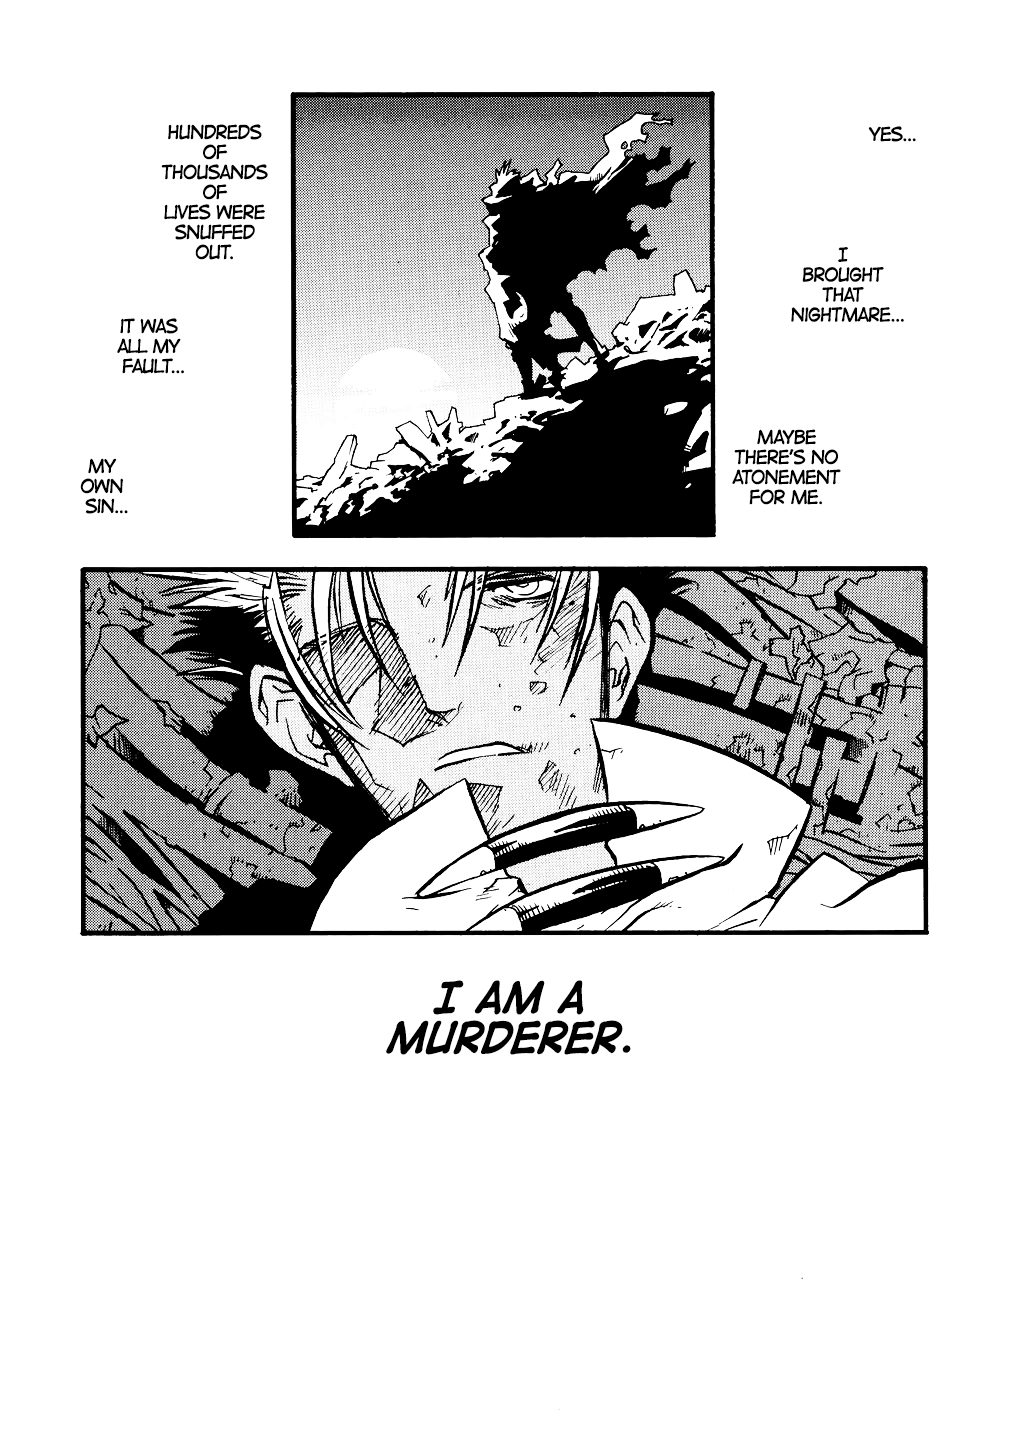 YES...
I
BROUGHT
THAT
NIGHTMARE...
MAYBE
THERE'S NO
ATONEMENT
FOR ME.
HUNDREDS
OF
THOUSANDS
OF
LIVES WERE
SNUFFED
OUT.
IT WAS
ALL MY
FAULT...
MY
OWN
SIN...
I AM A
MURDERER.